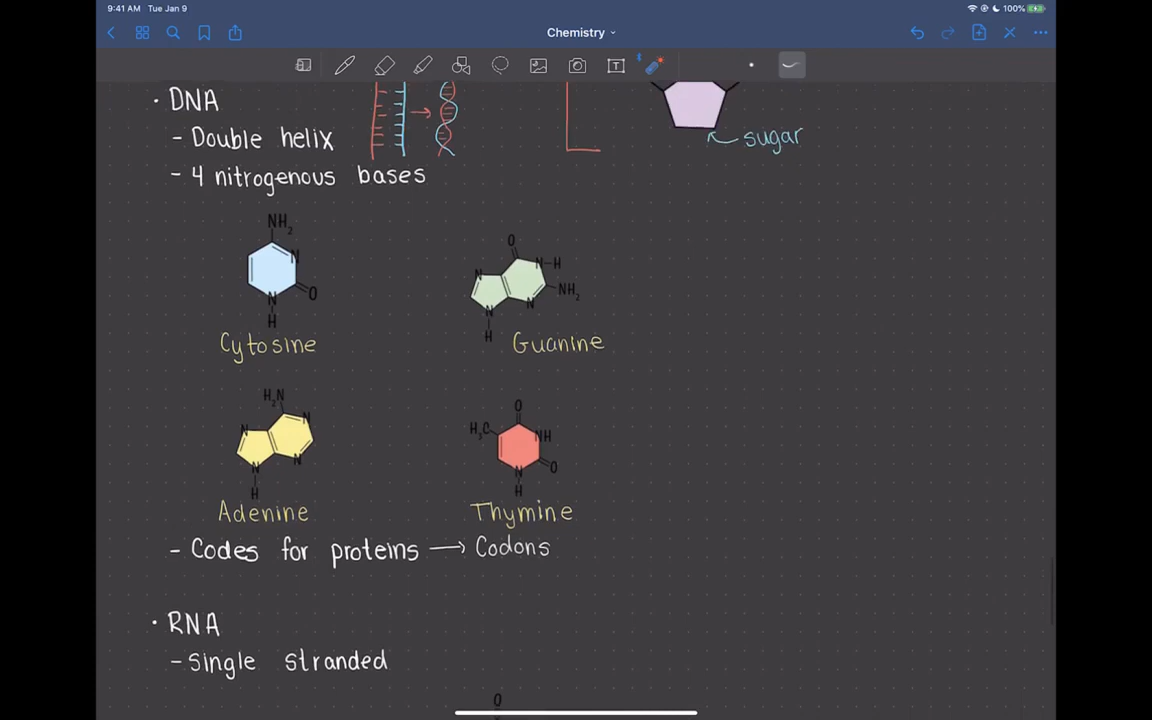 9:41 AM Tue Jan 9
100%
Chemistry
T
• DNA
- Double helix
sugar
- 4 nitrogenous bases
NH2
N
O
N
H
Cytosine
O
N-H
N
NH2
N
N
H
Guanine
H2N
N
N
N
N
H
Adenine
O
H3C
NH
O
N
H
Thymine
- Codes for proteins → Codons
• RNA
- Single stranded
O